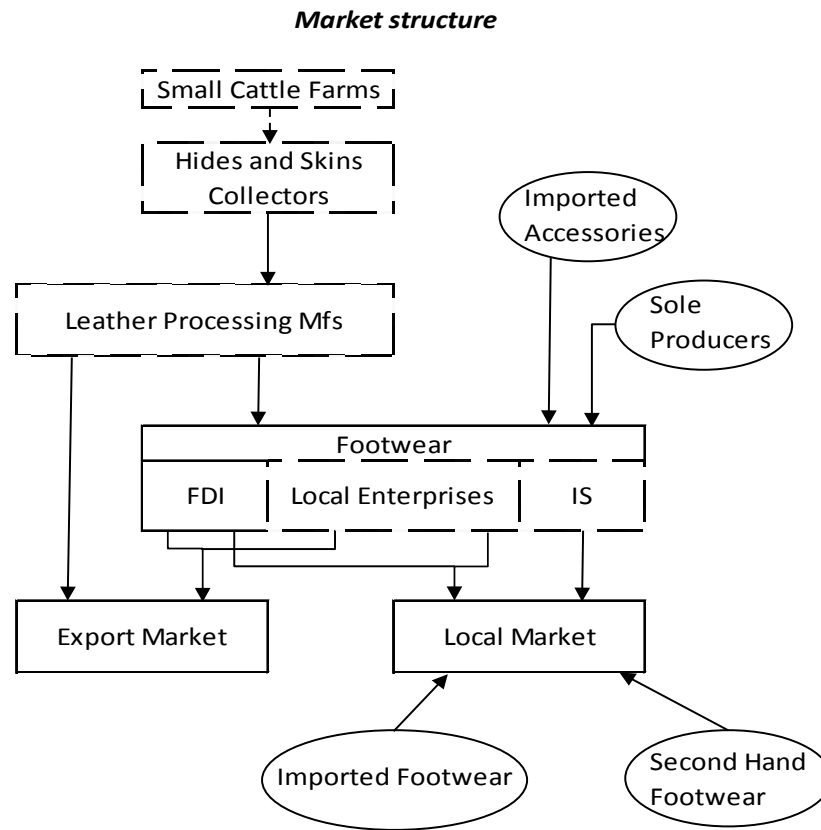 Market structure
Small Cattle Farms
Hides and Skins
Collectors
Imported
Accessories
Leather Processing Mfs
Sole
Producers
Footwear
FDI
Local Enterprises
IS
Export Market
Local Market
Imported Footwear
Second Hand
Footwear